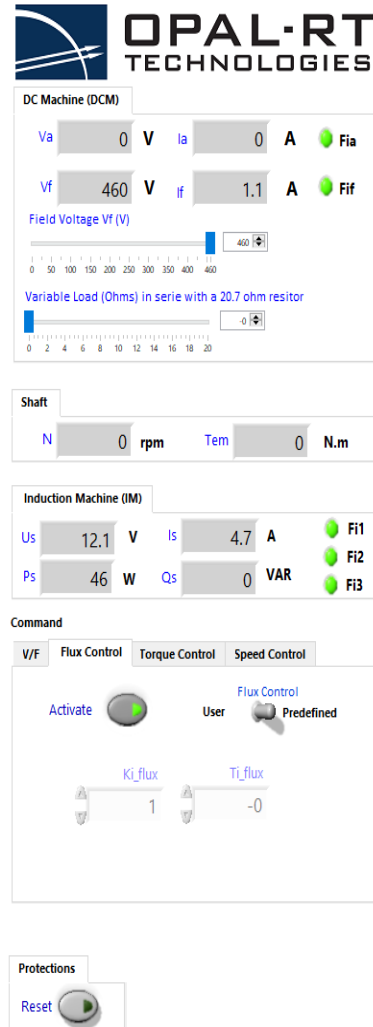 OPAL-RT
TECHNOLOGIES
DC Machine (DCM)
Va 0 V Ia 0 A Fia
Vf 460 V If 1.1 A Fif
Field Voltage Vf (V)
460
0 50 100 150 200 250 300 350 400 460
Variable Load (Ohms) in serie with a 20.7 ohm resitor
-0
0 2 4 6 8 10 12 14 16 18 20
Shaft
N 0 rpm Tem 0 N.m
Induction Machine (IM)
Us 12.1 V Is 4.7 A Fi1
Fi2
Ps 46 W Qs 0 VAR Fi3
Command
V/F Flux Control Torque Control Speed Control
Flux Control
Activate User Predefined
Ki_flux Ti_flux
1 -0
Protections
Reset